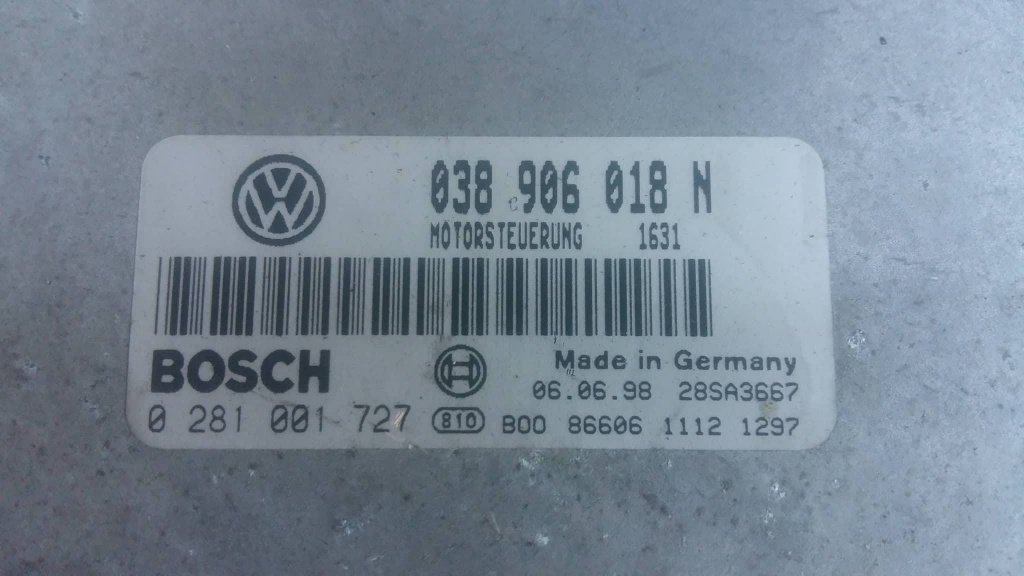 038 906 018 N
MOTORSTEUERUNG 1631
BOSCH
Made in Germany
06.06.98 28SA3667
0 281 001 727 810 B00 86606 1112 1297